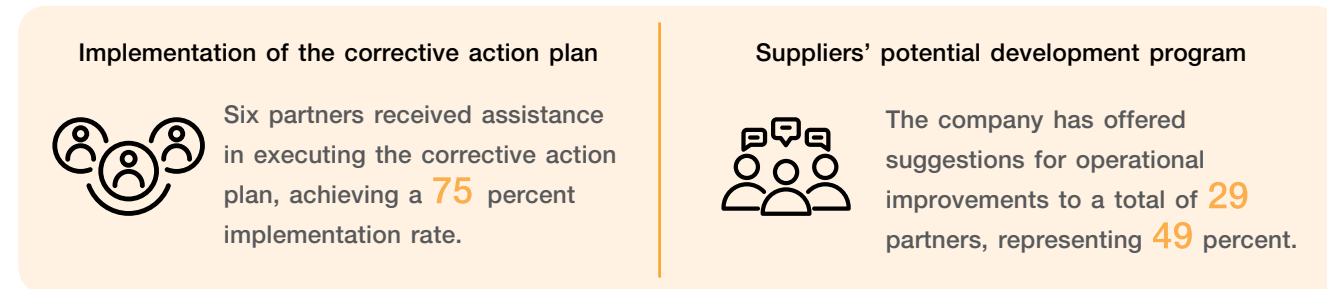 Implementation of the corrective action plan
Six partners received assistance
in executing the corrective action
plan, achieving a 75 percent
implementation rate.
Suppliers’ potential development program
The company has offered
suggestions for operational
improvements to a total of 29
partners, representing 49 percent.